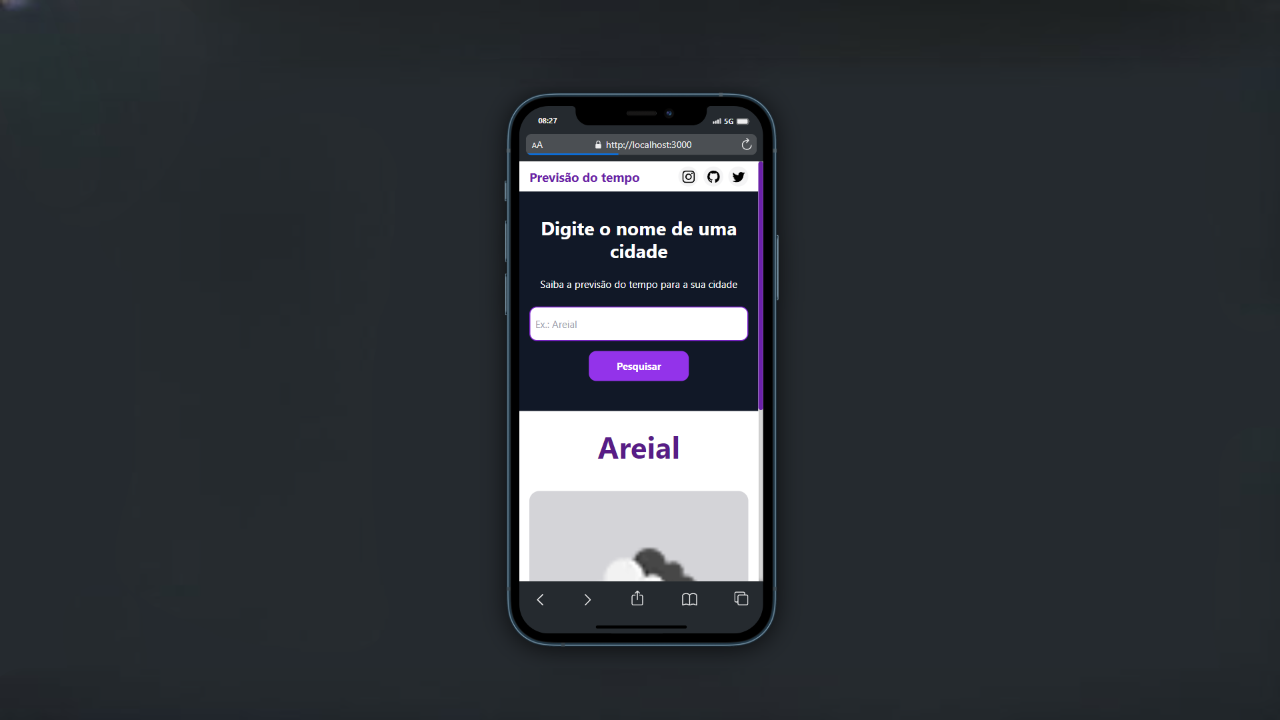 08:27
5G
AA
http://localhost:3000
Previsão do tempo
Digite o nome de uma
cidade
Saiba a previsão do tempo para a sua cidade
Ex.: Areial
Pesquisar
Areial